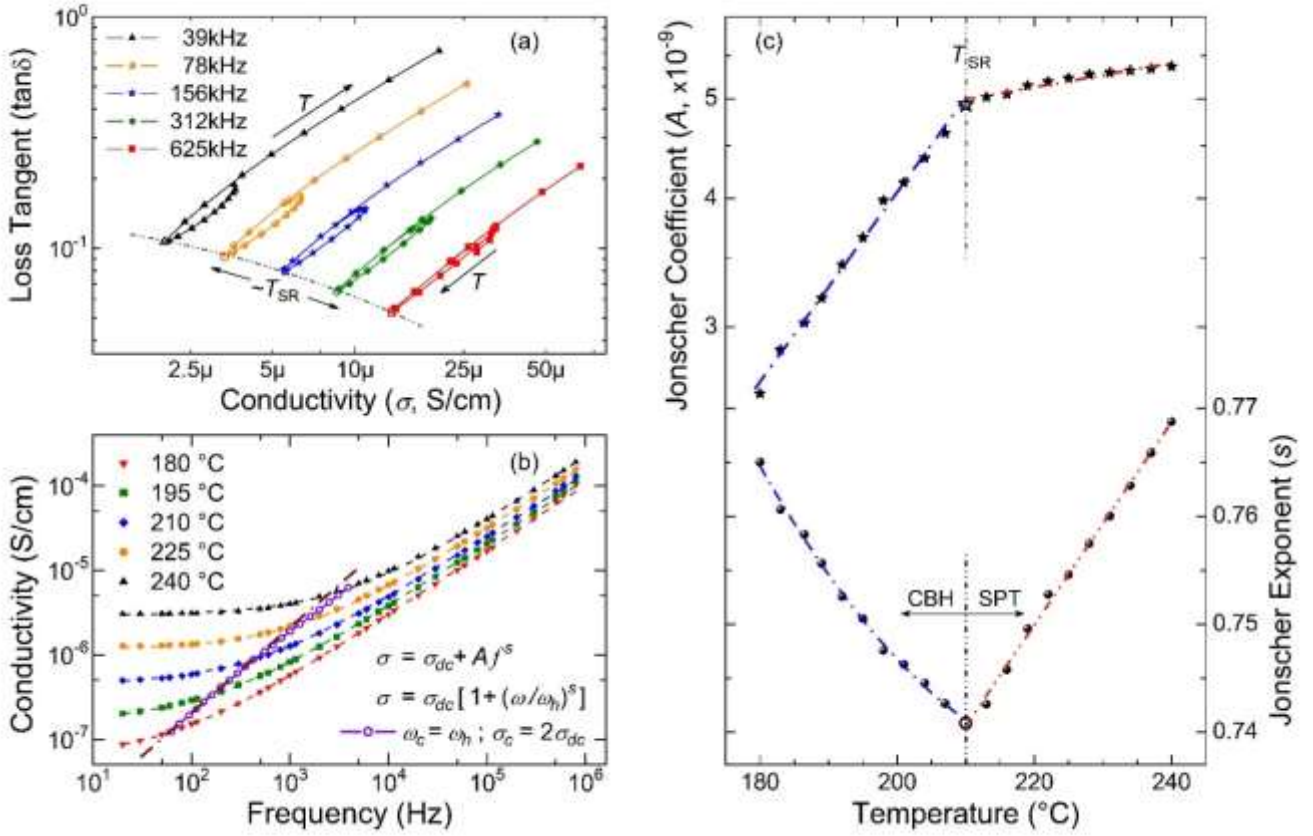 10⁰
10⁻¹
Loss Tangent (tanδ)
39kHz
78kHz
156kHz
312kHz
625kHz
(a)
T
~T_SR
T
2.5μ 5μ 10μ 25μ 50μ
Conductivity (σ, S/cm)
10⁻⁴
10⁻⁵
10⁻⁶
10⁻⁷
Conductivity (S/cm)
180 °C
195 °C
210 °C
225 °C
240 °C
(b)
σ = σ_dc + A f^s
σ = σ_dc [ 1+ (ω/ω_h)^s ]
ω_c = ω_h ; σ_c = 2σ_dc
10¹ 10² 10³ 10⁴ 10⁵ 10⁶
Frequency (Hz)
(c)
T_SR
5
4
3
Jonscher Coefficient (A, x10⁻⁹)
CBH SPT
0.77
0.76
0.75
0.74
Jonscher Exponent (s)
180 200 220 240
Temperature (°C)